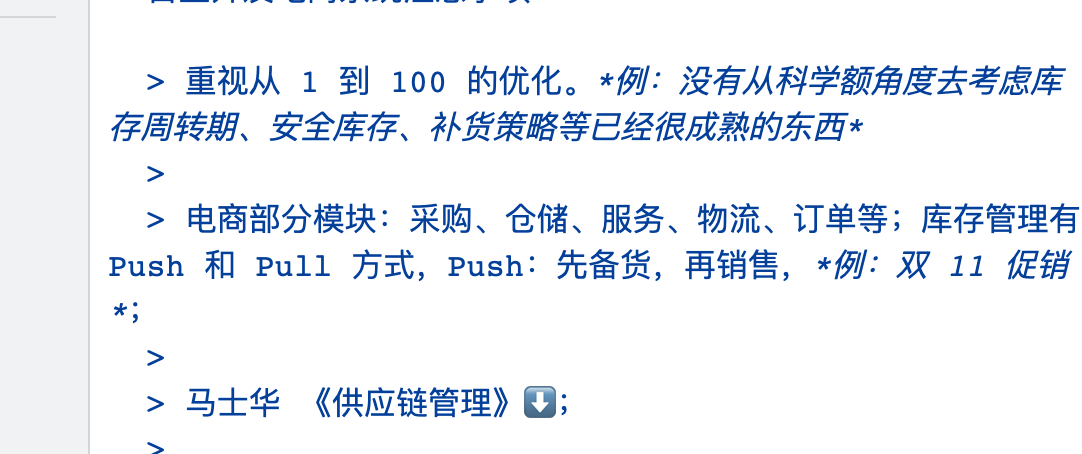 > 重视从 1 到 100 的优化。*例：没有从科学额角度去考虑库
存周转期、安全库存、补货策略等已经很成熟的东西*
>
> 电商部分模块：采购、仓储、服务、物流、订单等；库存管理有
Push 和 Pull 方式，Push：先备货，再销售，*例：双 11 促销
*；
>
> 马士华 《供应链管理》⬇️；
>